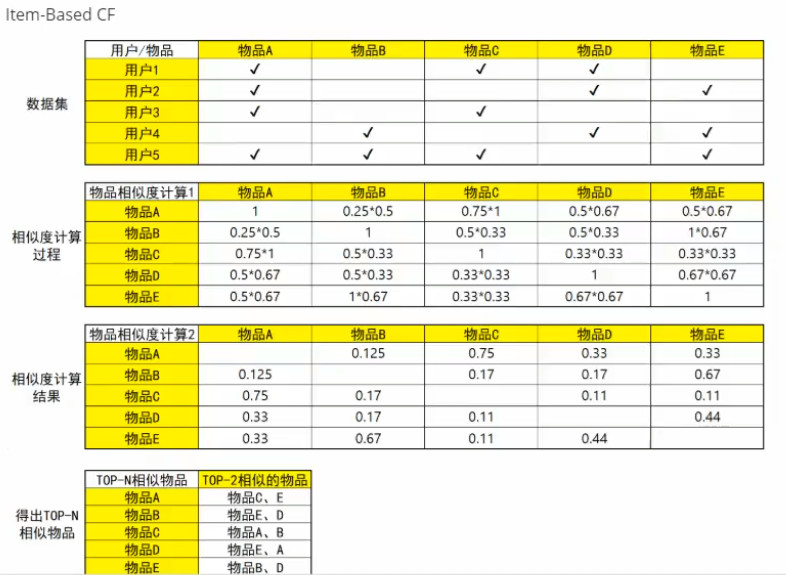 Item-Based CF
数据集
用户/物品 物品A 物品B 物品C 物品D 物品E
用户1 ✓ ✓ ✓
用户2 ✓ ✓ ✓
用户3 ✓ ✓
用户4 ✓ ✓ ✓
用户5 ✓ ✓ ✓ ✓
相似度计算
过程
物品相似度计算1 物品A 物品B 物品C 物品D 物品E
物品A 1 0.25*0.5 0.75*1 0.5*0.67 0.5*0.67
物品B 0.25*0.5 1 0.5*0.33 0.5*0.33 1*0.67
物品C 0.75*1 0.5*0.33 1 0.33*0.33 0.33*0.33
物品D 0.5*0.67 0.5*0.33 0.33*0.33 1 0.67*0.67
物品E 0.5*0.67 1*0.67 0.33*0.33 0.67*0.67 1
相似度计算
结果
物品相似度计算2 物品A 物品B 物品C 物品D 物品E
物品A 0.125 0.75 0.33 0.33
物品B 0.125 0.17 0.17 0.67
物品C 0.75 0.17 0.11 0.11
物品D 0.33 0.17 0.11 0.44
物品E 0.33 0.67 0.11 0.44
得出TOP-N
相似物品
TOP-N相似物品 TOP-2相似的物品
物品A 物品C、E
物品B 物品E、D
物品C 物品A、B
物品D 物品E、A
物品E 物品B、D